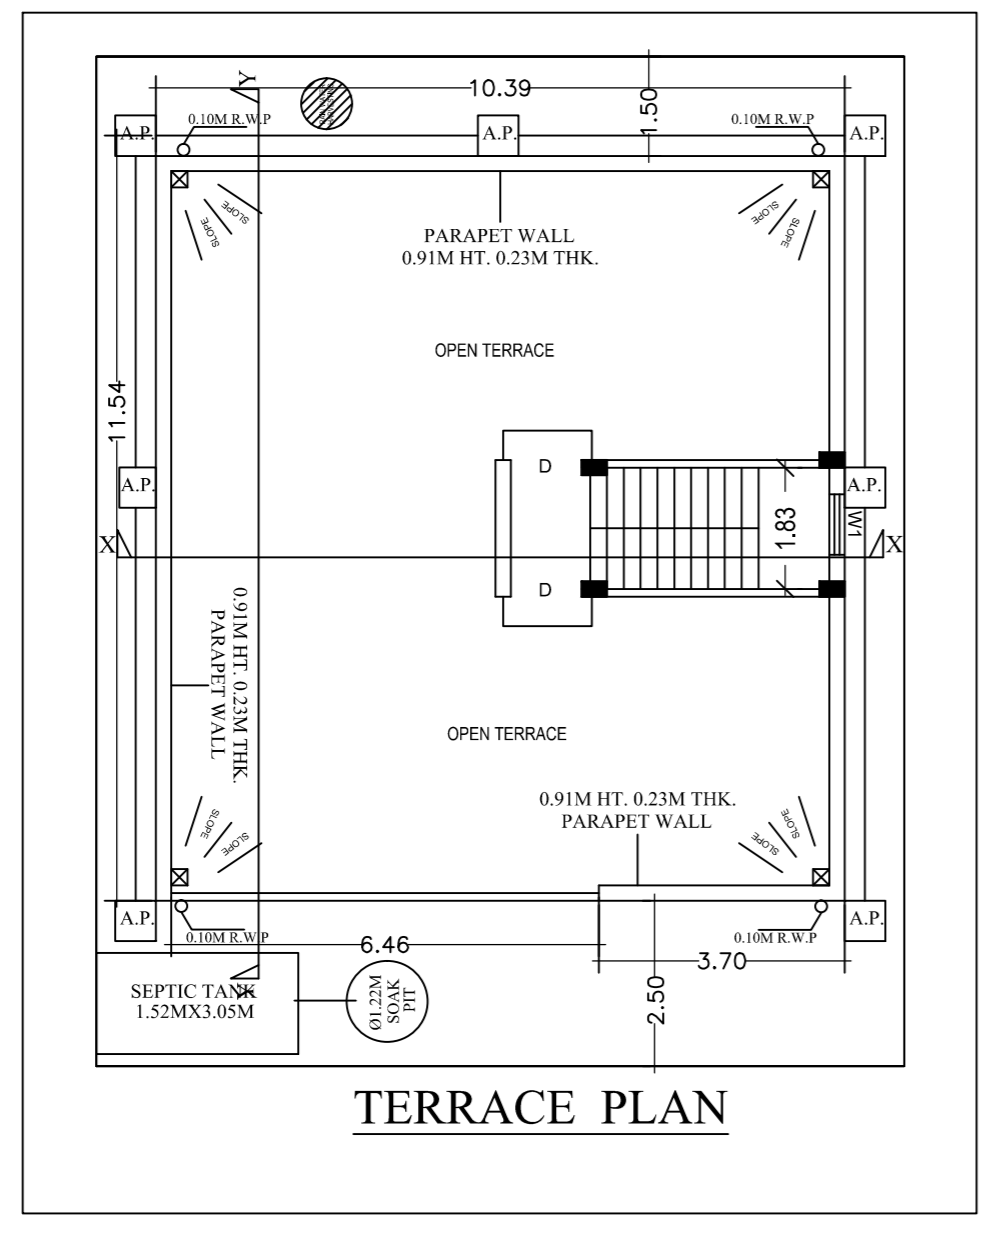 Y
10.39
1.50
0.10M R.W.P
0.10M R.W.P
A.P.
A.P.
A.P.
SLOPE
SLOPE
SLOPE
SLOPE
PARAPET WALL
0.91M HT. 0.23M THK.
OPEN TERRACE
11.54
D
A.P.
A.P.
1.83
W1
X
X
D
0.91M HT. 0.23M THK.
PARAPET WALL
OPEN TERRACE
0.91M HT. 0.23M THK.
PARAPET WALL
SLOPE
SLOPE
SLOPE
SLOPE
A.P.
A.P.
0.10M R.W.P
0.10M R.W.P
6.46
3.70
SEPTIC TANK
1.52MX3.05M
Y
Ø1.22M
SOAK
PIT
2.50
TERRACE PLAN